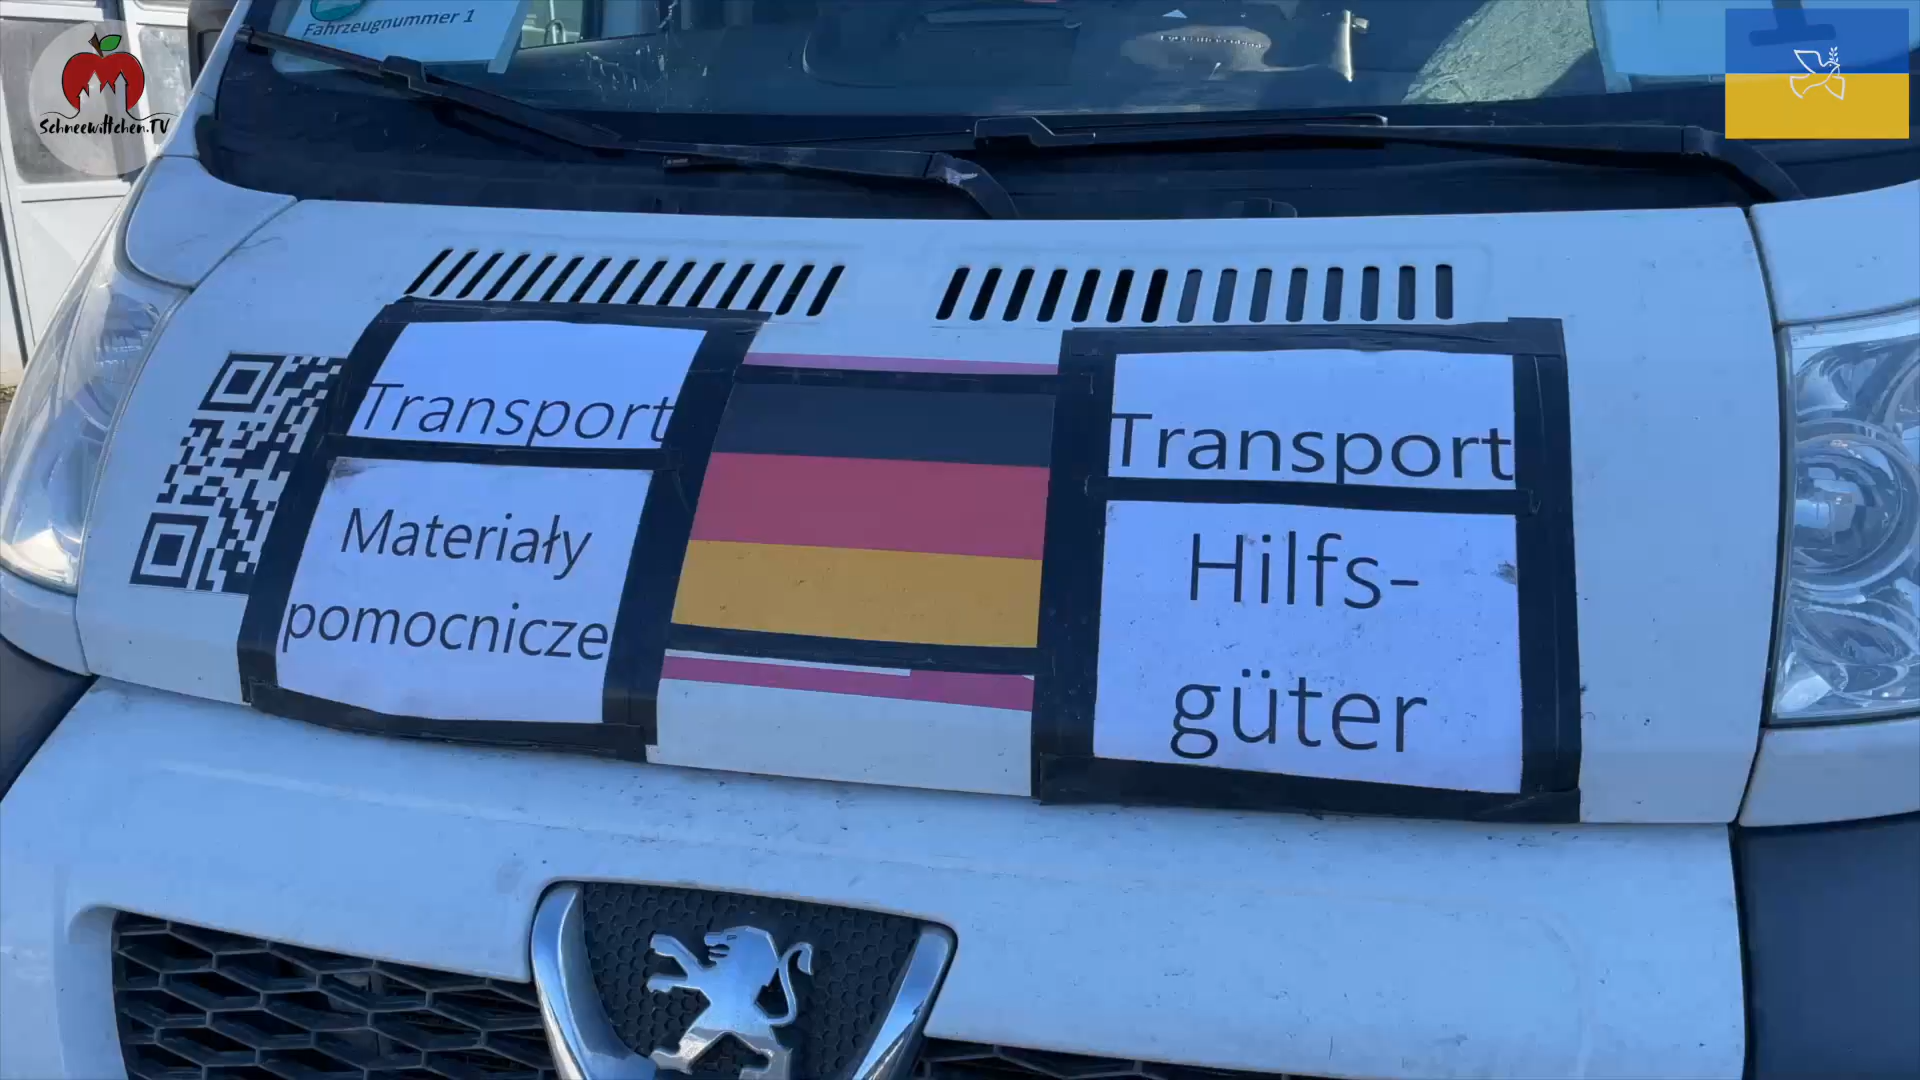 Fahrzeugnummer 1
Schneewittchen.TV
Transport
Materiały
pomocnicze
Transport
Hilfs-
güter